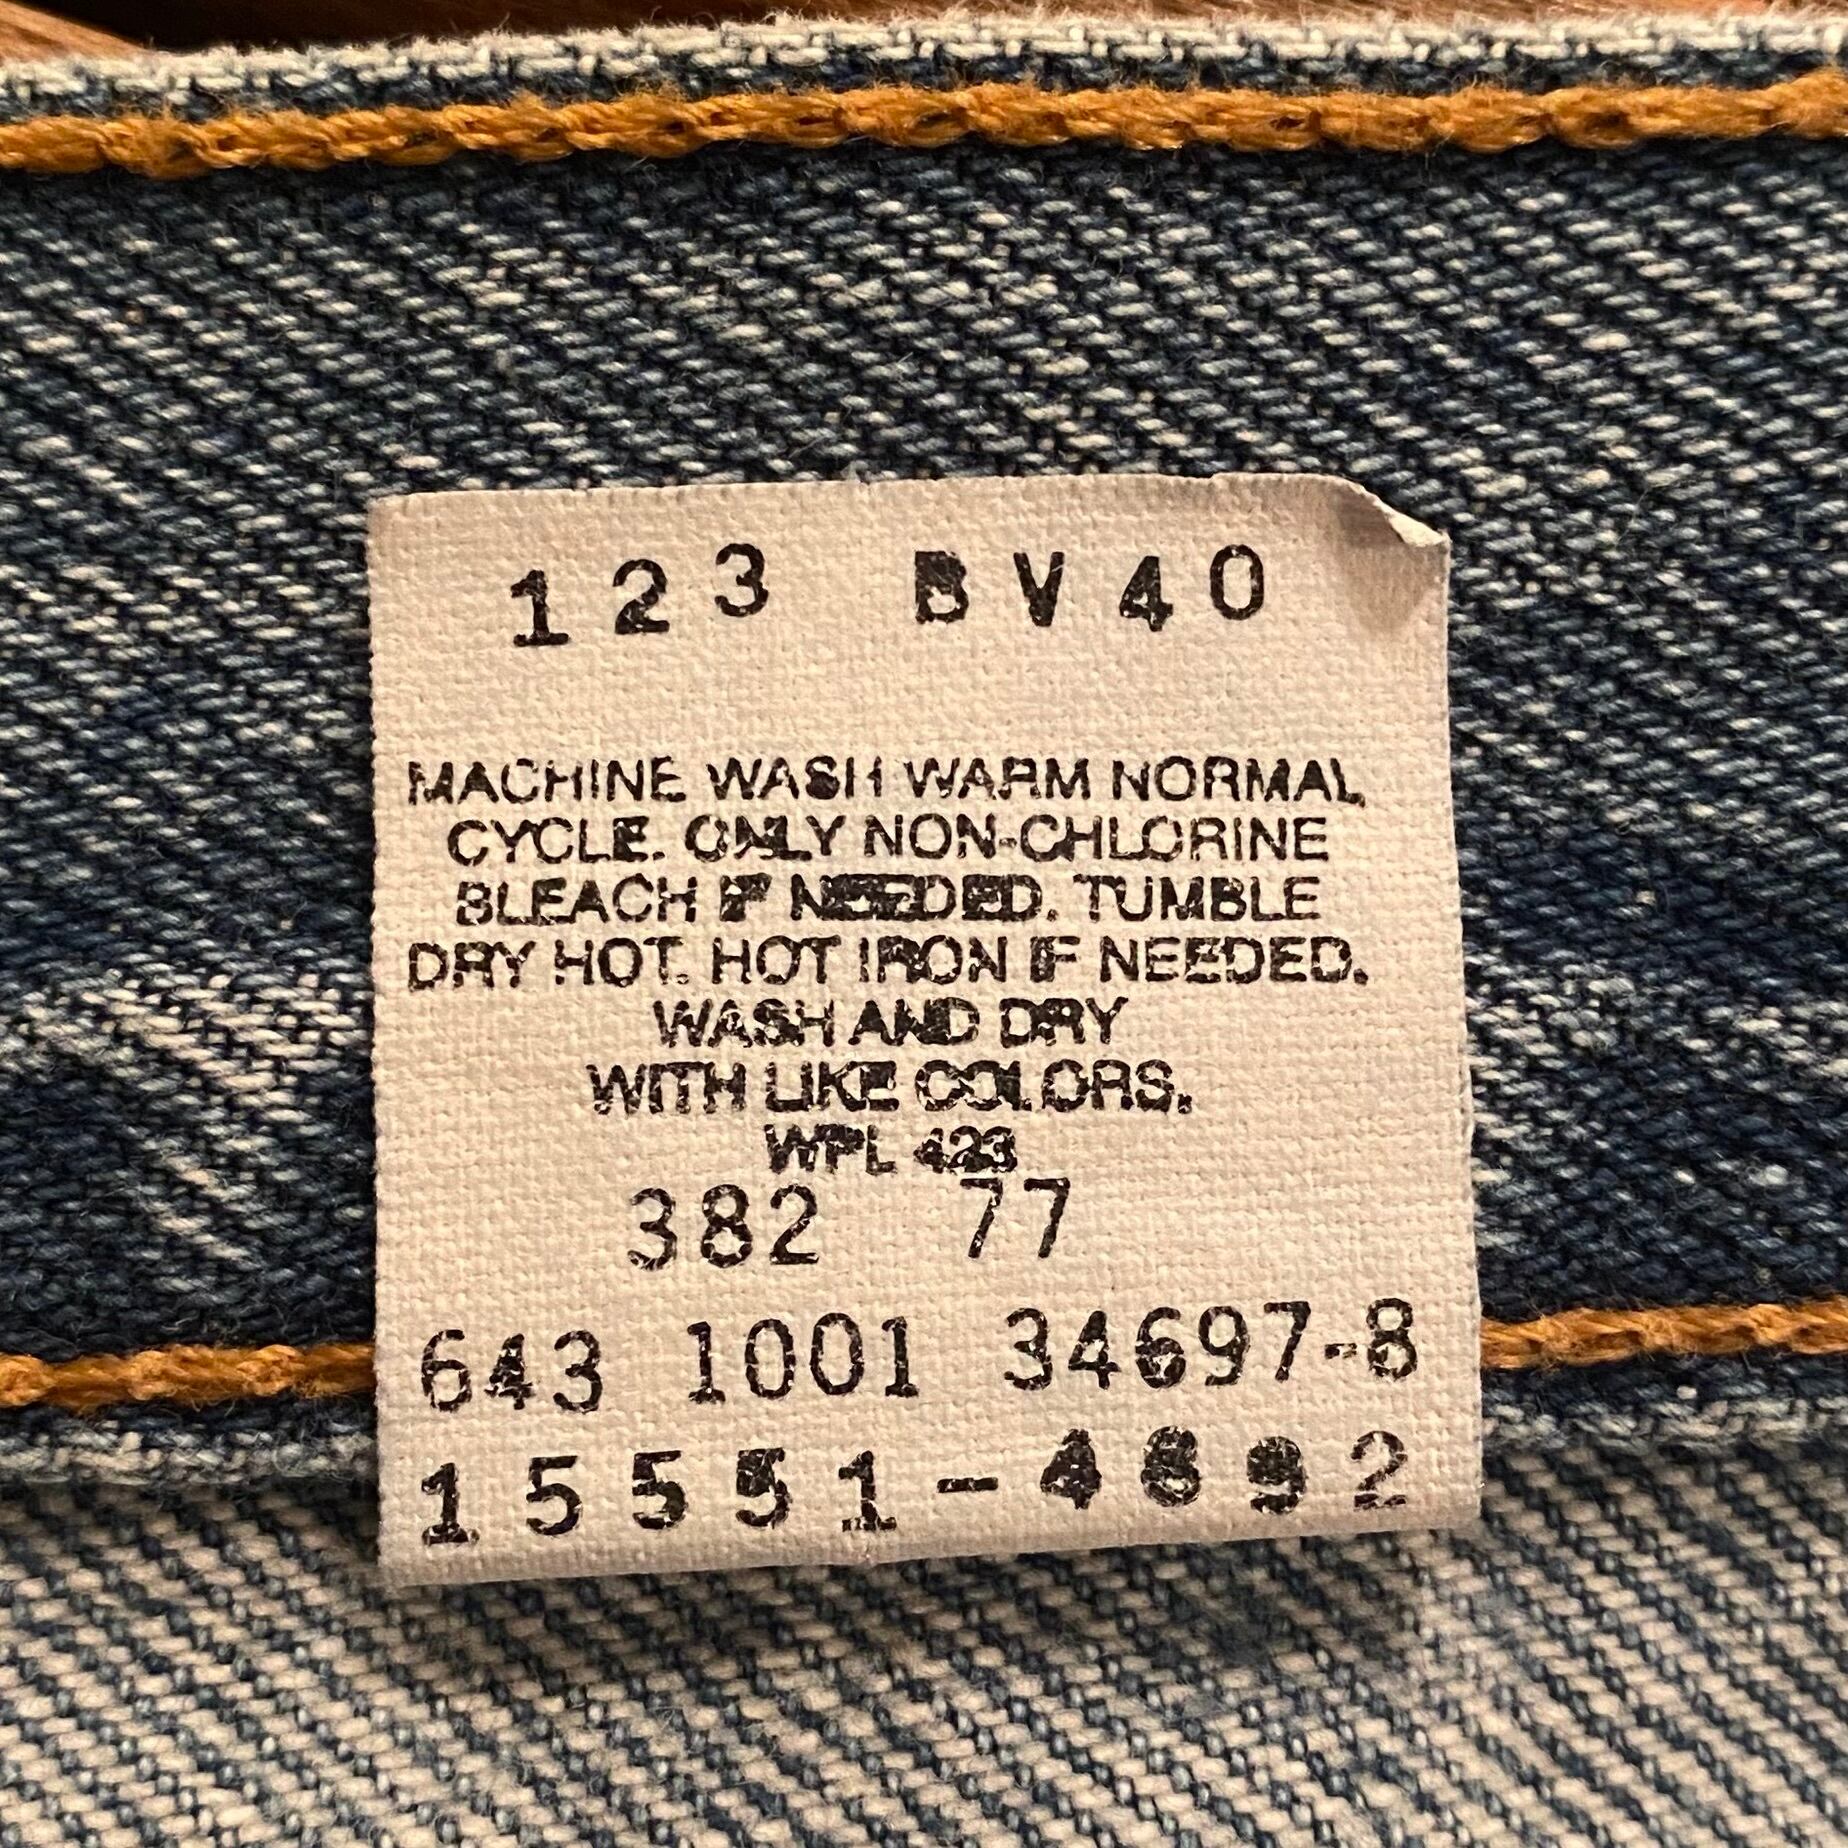 123 BV40
MACHINE WASH WARM NORMAL
CYCLE. ONLY NON-CHLORINE
BLEACH IF NEEDED. TUMBLE
DRY HOT. HOT IRON IF NEEDED.
WASH AND DRY
WITH LIKE COLORS.
WPL 423
382 77
643 1001 34697-8
15551-4892